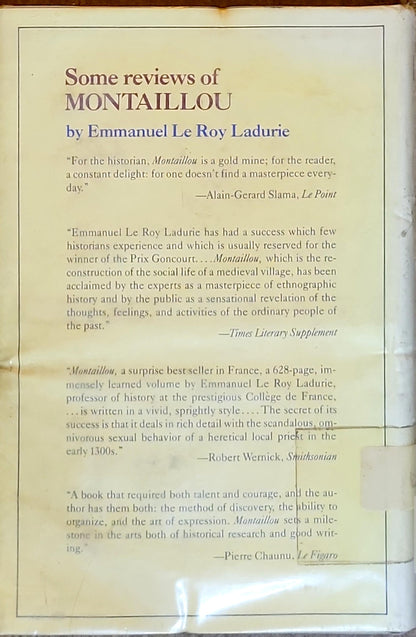 Some reviews of
MONTAILLOU
by Emmanuel Le Roy Ladurie
"For the historian, Montaillou is a gold mine; for the reader,
a constant delight: for one doesn't find a masterpiece every-
day."
—Alain-Gerard Slama, Le Point
"Emmanuel Le Roy Ladurie has had a success which few
historians experience and which is usually reserved for the
winner of the Prix Goncourt. . . . Montaillou, which is the re-
construction of the social life of a medieval village, has been
acclaimed by the experts as a masterpiece of ethnographic
history and by the public as a sensational revelation of the
thoughts, feelings, and activities of the ordinary people of
the past."
—Times Literary Supplement
"Montaillou, a surprise best-seller in France, a 628-page, im-
mensely learned volume by Emmanuel Le Roy Ladurie,
professor of history at the prestigious Collège de France,
. . . is written in a vivid, sprightly style. . . . The secret of its
success is that it deals in rich detail with the scandalous, om-
nivorous sexual behavior of a heretical local priest in the
early 1300s."
—Robert Wernick, Smithsonian
"A book that required both talent and courage, and the au-
thor has them both: the method of discovery, the ability to
organize, and the art of expression. Montaillou sets a mile-
stone in the arts both of historical research and good writ-
ing."
—Pierre Chaunu, Le Figaro